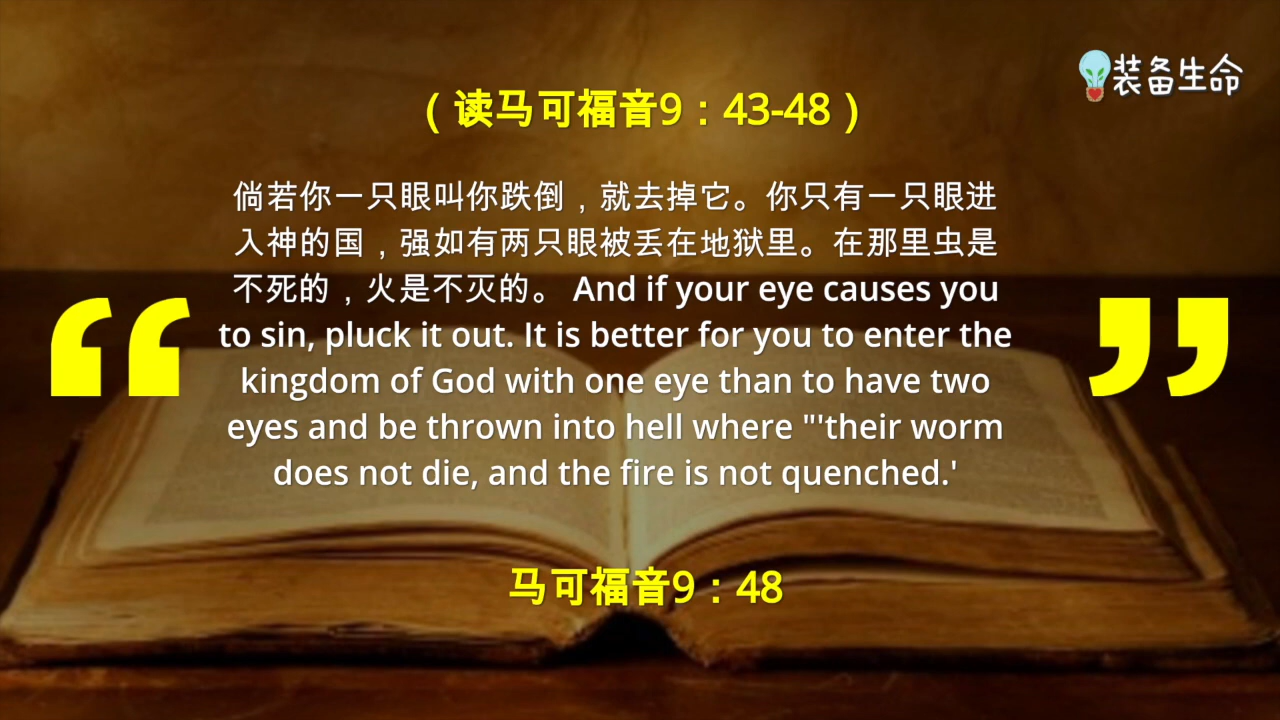 装备生命
（读马可福音9：43-48）
倘若你一只眼叫你跌倒，就去掉它。你只有一只眼进
入神的国，强如有两只眼被丢在地狱里。在那里虫是
不死的，火是不灭的。 And if your eye causes you
to sin, pluck it out. It is better for you to enter the
kingdom of God with one eye than to have two
eyes and be thrown into hell where "'their worm
does not die, and the fire is not quenched.'
马可福音9：48